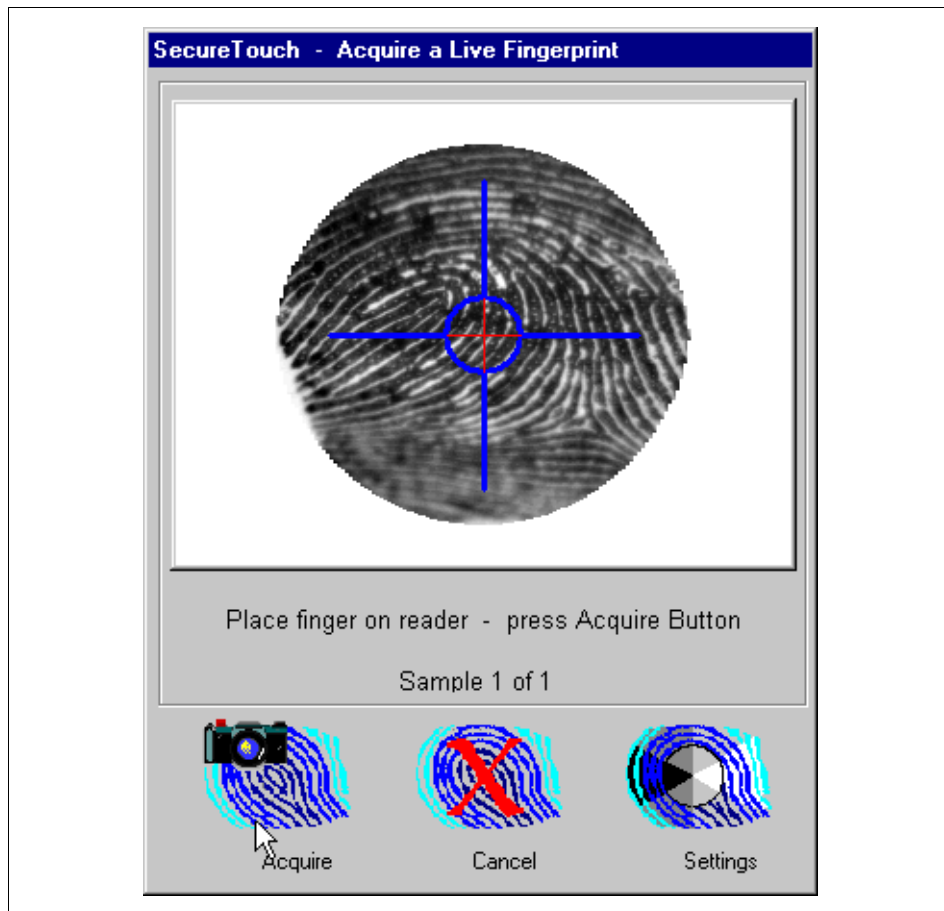 SecureTouch - Acquire a Live Fingerprint
Place finger on reader - press Acquire Button
Sample 1 of 1
Acquire
Cancel
Settings